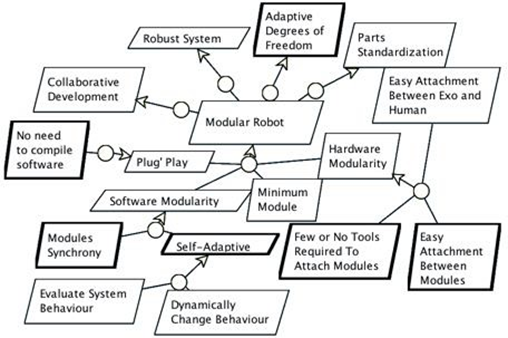 Robust System
Adaptive
Degrees of
Freedom
Parts
Standardization
Collaborative
Development
Easy Attachment
Between Exo and
Human
Modular Robot
No need
to compile
software
Plug' Play
Hardware
Modularity
Software Modularity
Minimum
Module
Modules
Synchrony
Self-Adaptive
Few or No Tools
Required To
Attach Modules
Easy
Attachment
Between
Modules
Evaluate System
Behaviour
Dynamically
Change Behaviour